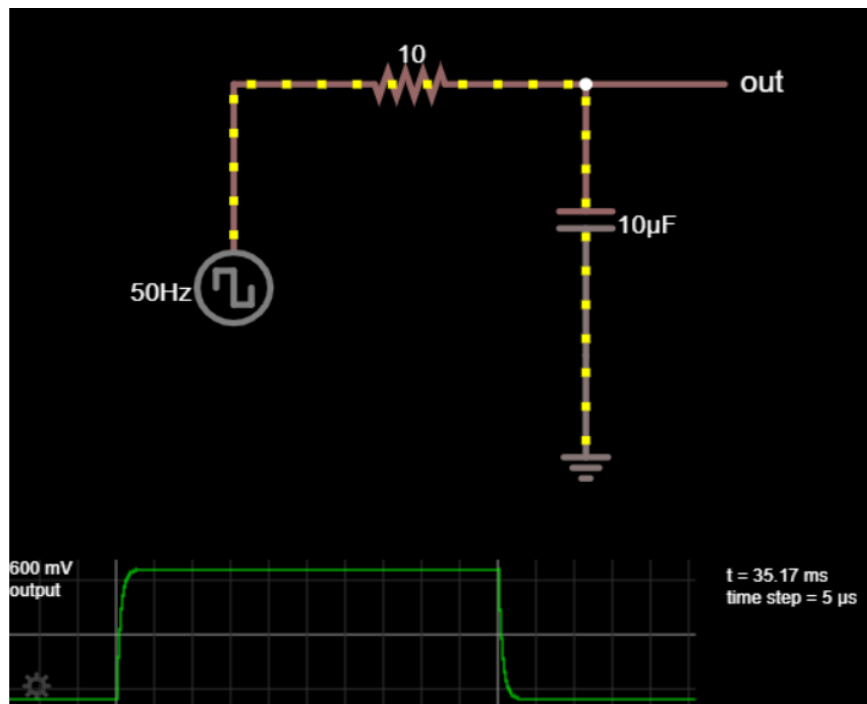 10
out
10µF
50Hz
600 mV
output
t = 35.17 ms
time step = 5 µs